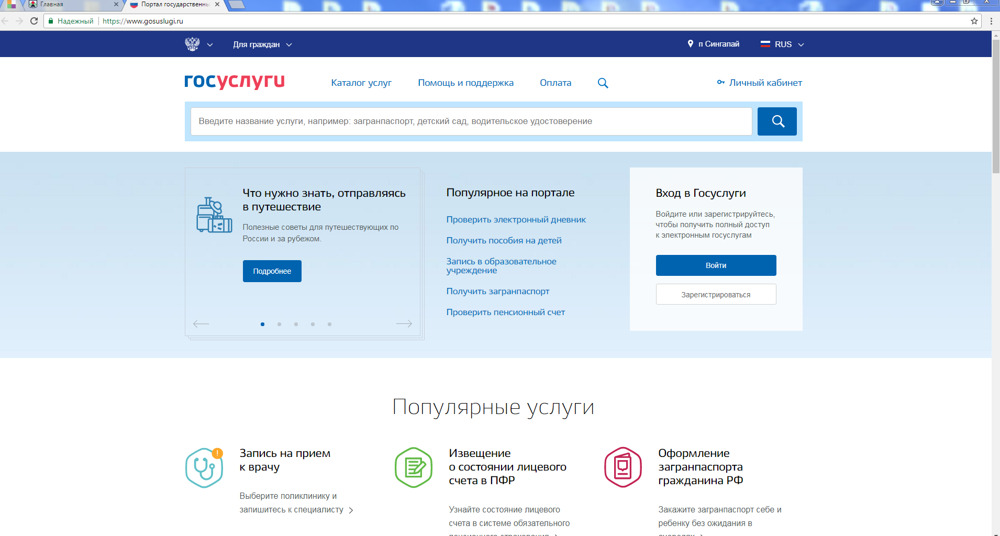 Главная
Портал государственны
Надежный https://www.gosuslugi.ru
Для граждан
п Сингапай
RUS
госуслуги
Каталог услуг
Помощь и поддержка
Оплата
Личный кабинет
Введите название услуги, например: загранпаспорт, детский сад, водительское удостоверение
Что нужно знать, отправляясь
в путешествие
Полезные советы для путешествующих по
России и за рубежом.
Подробнее
Популярное на портале
Проверить электронный дневник
Получить пособия на детей
Запись в образовательное
учреждение
Получить загранпаспорт
Проверить пенсионный счет
Вход в Госуслуги
Войдите или зарегистрируйтесь,
чтобы получить полный доступ
к электронным госуслугам
Войти
Зарегистрироваться
Популярные услуги
Запись на прием
к врачу
Выберите поликлинику и
запишитесь к специалисту
Извещение
о состоянии лицевого
счета в ПФР
Узнайте состояние лицевого
счета в системе обязательного
Оформление
загранпаспорта
гражданина РФ
Закажите загранпаспорт себе и
ребенку без ожидания в